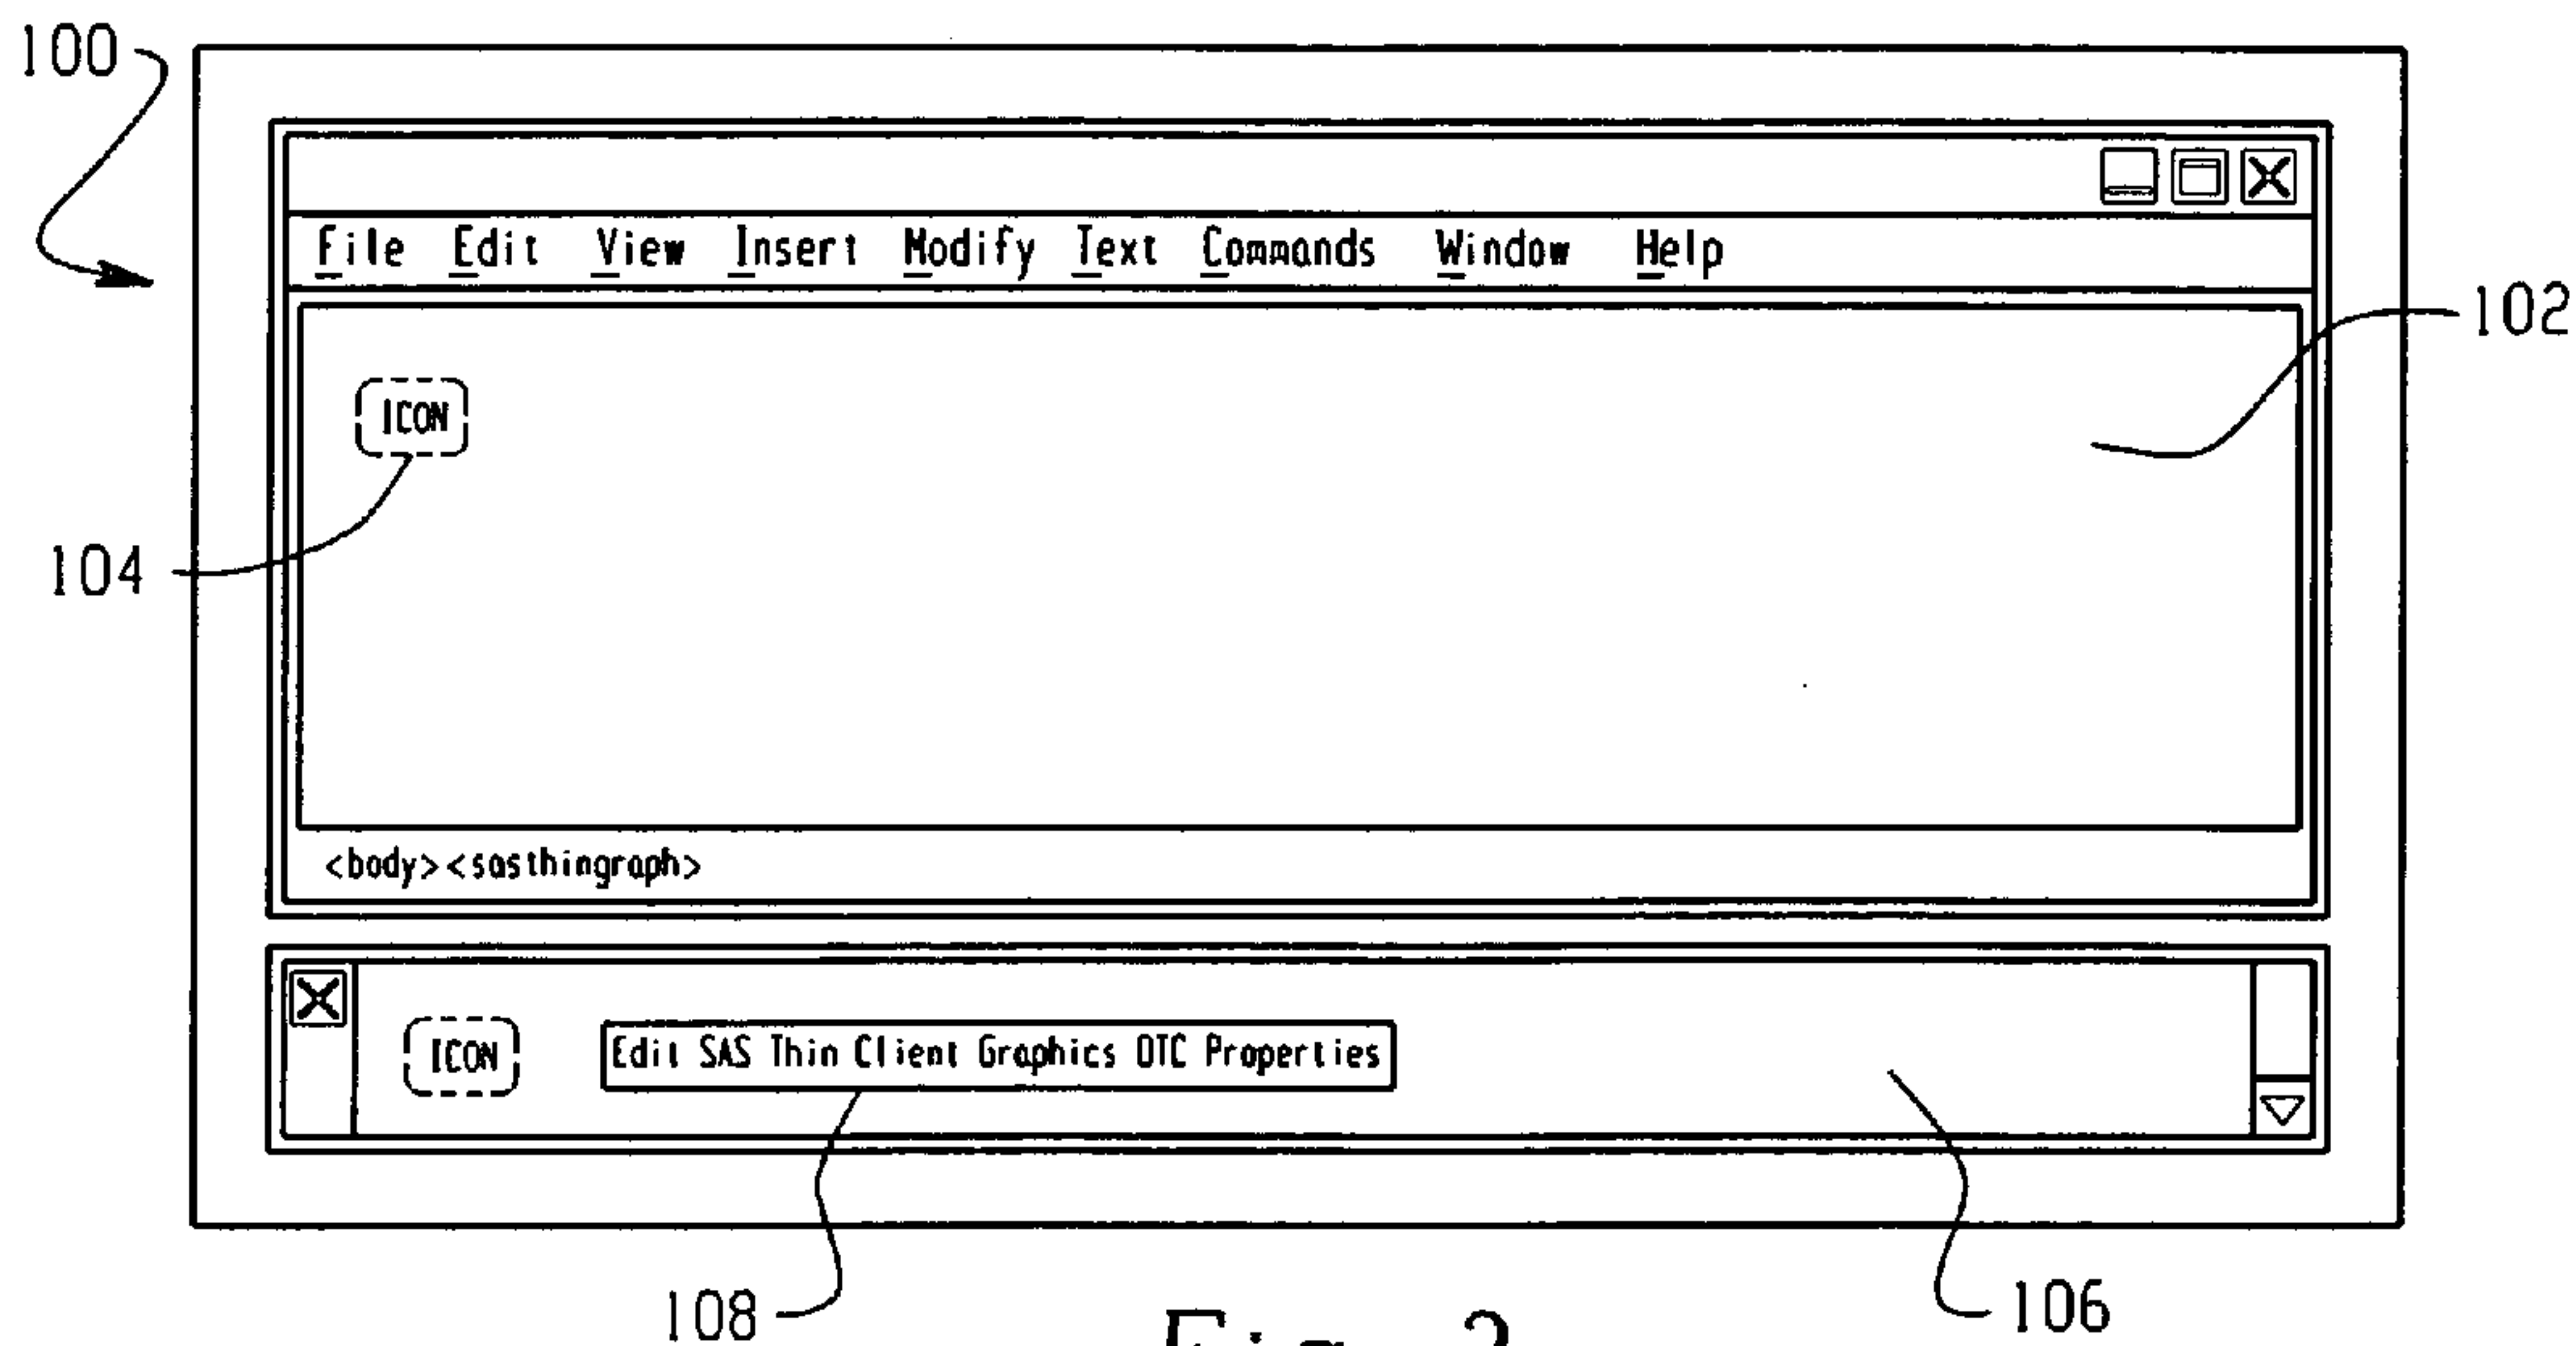 100
File Edit View Insert Modify Text Commands Window Help
102
ICON
104
<body><sasthingraph>
ICON
Edit SAS Thin Client Graphics DTC Properties
108
106